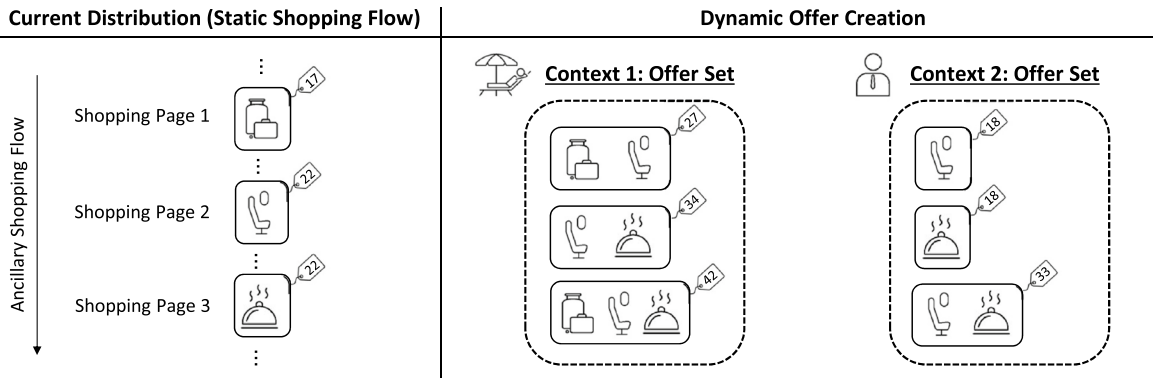 Current Distribution (Static Shopping Flow)
Dynamic Offer Creation
Ancillary Shopping Flow
Shopping Page 1
17
Shopping Page 2
22
Shopping Page 3
22
Context 1: Offer Set
27
34
42
Context 2: Offer Set
18
18
33